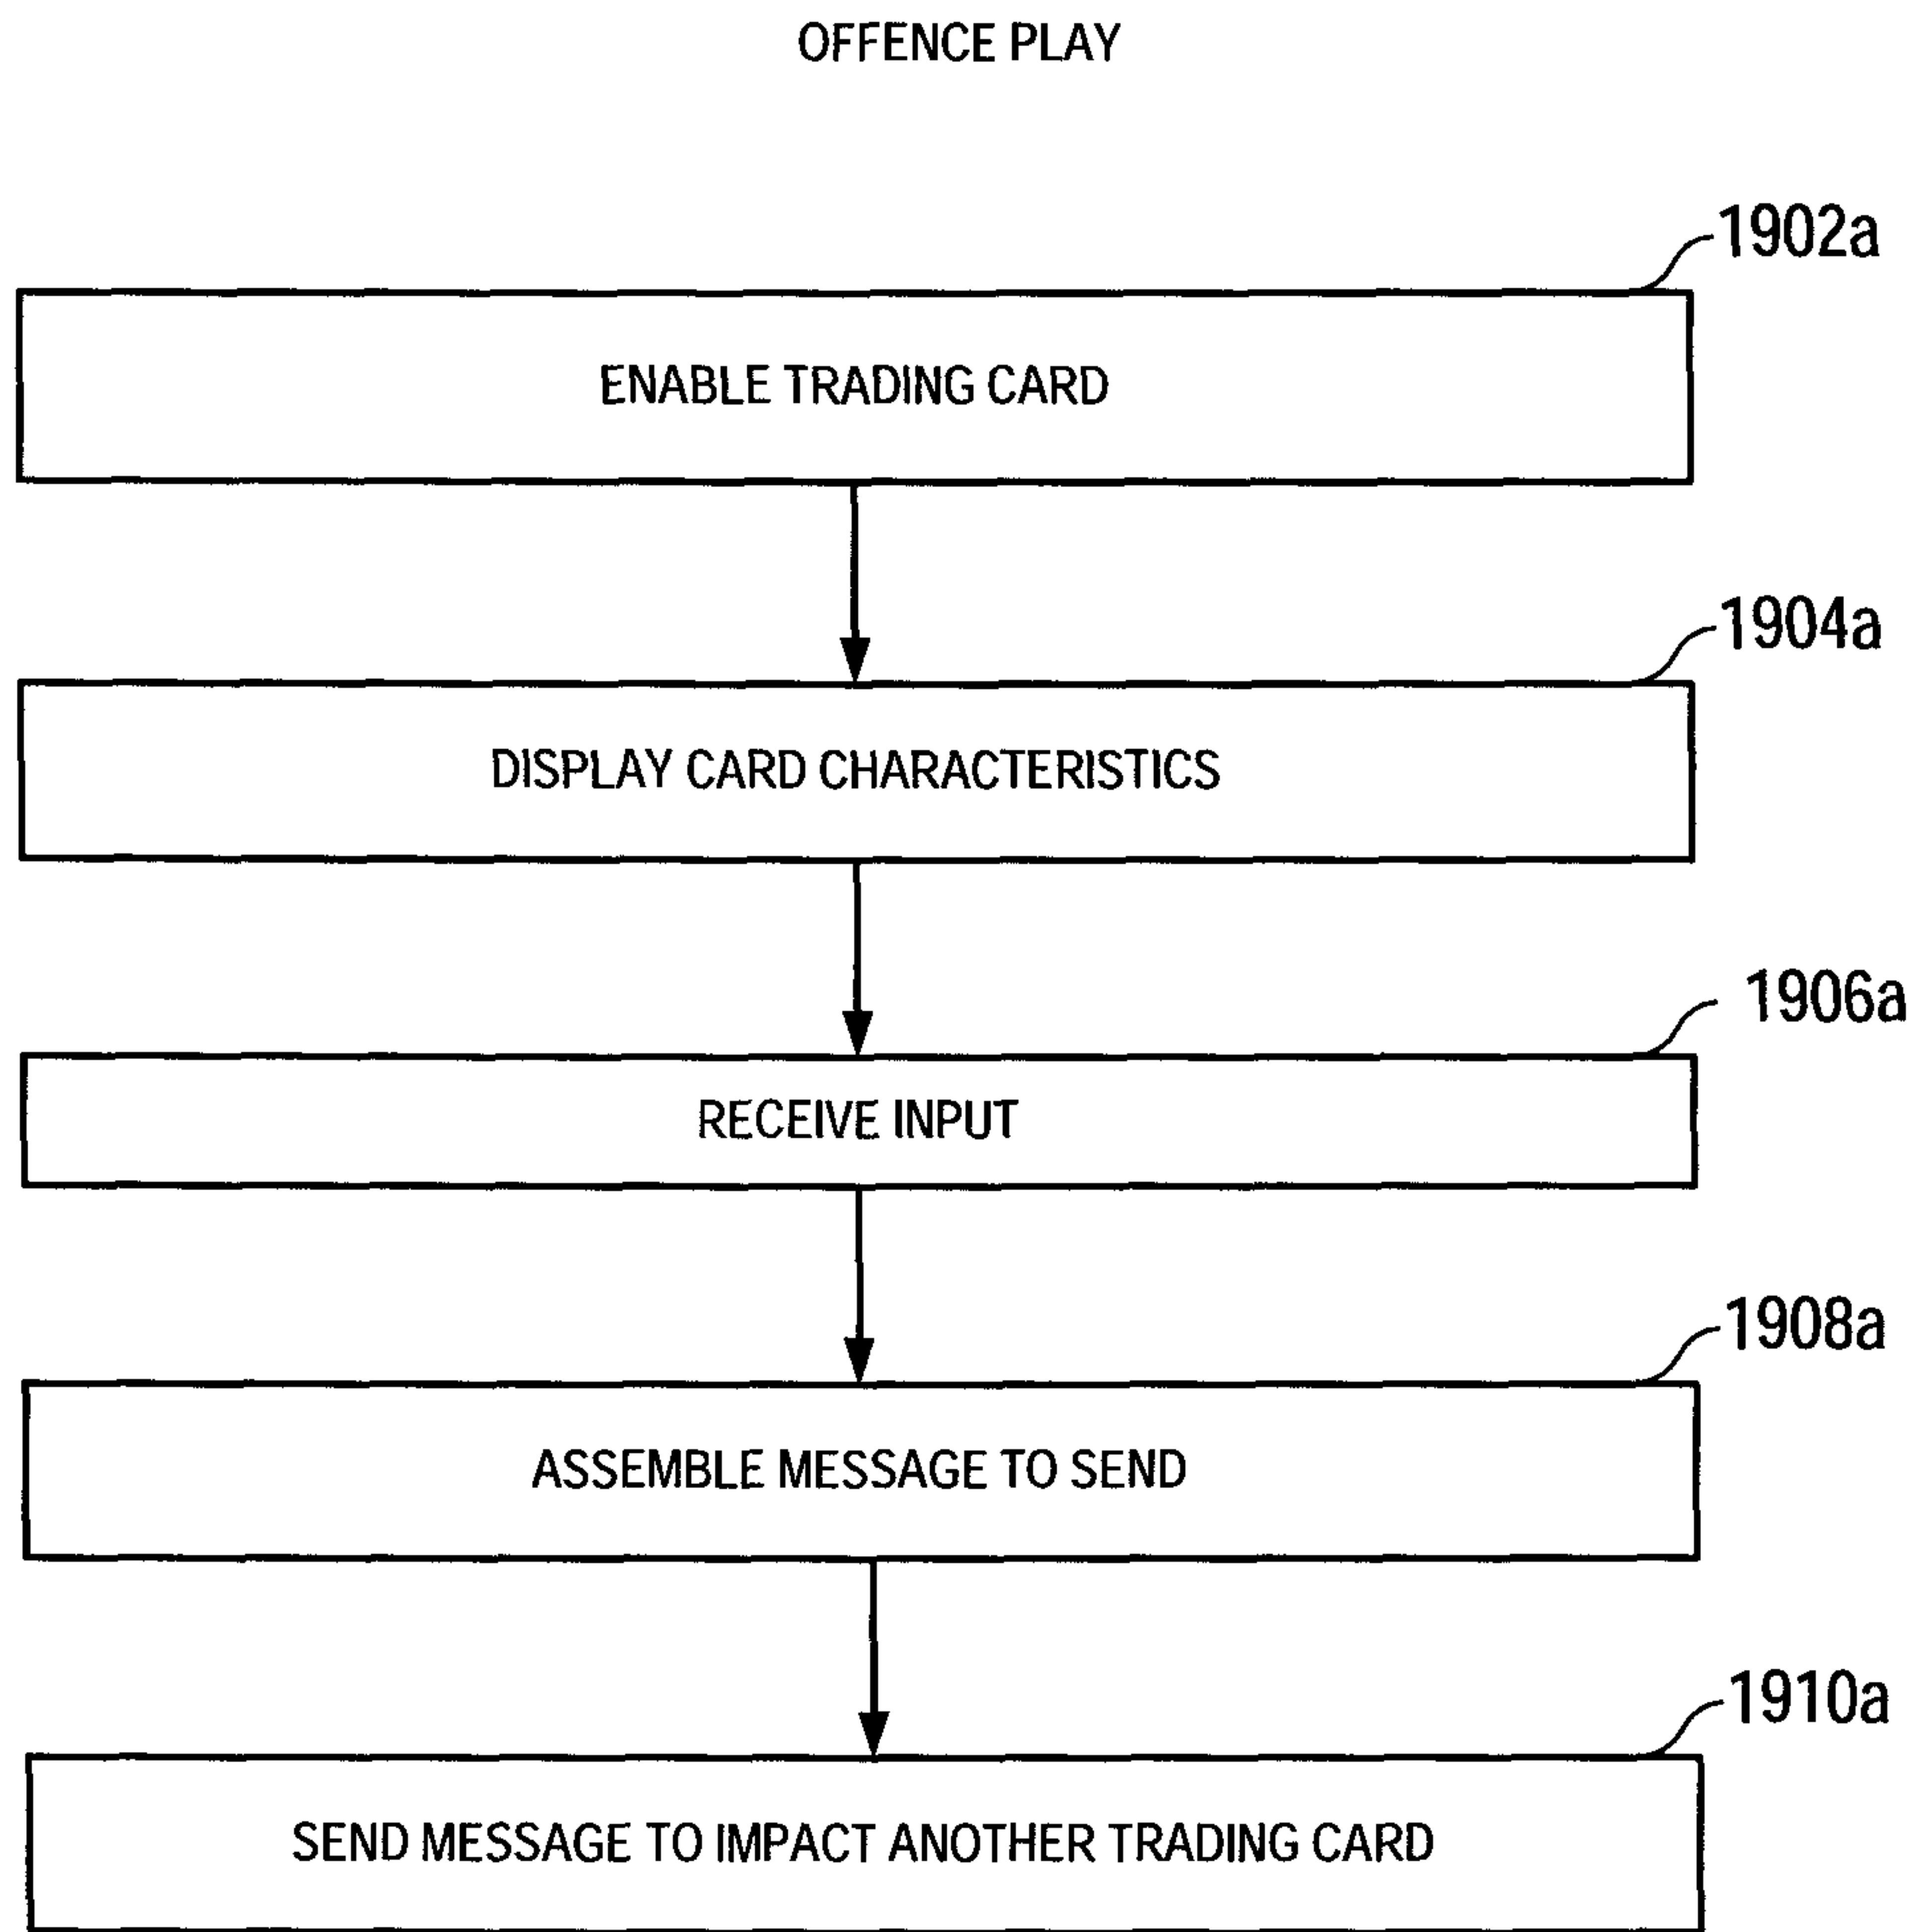 OFFENCE PLAY
1902a
ENABLE TRADING CARD
1904a
DISPLAY CARD CHARACTERISTICS
1906a
RECEIVE INPUT
1908a
ASSEMBLE MESSAGE TO SEND
1910a
SEND MESSAGE TO IMPACT ANOTHER TRADING CARD